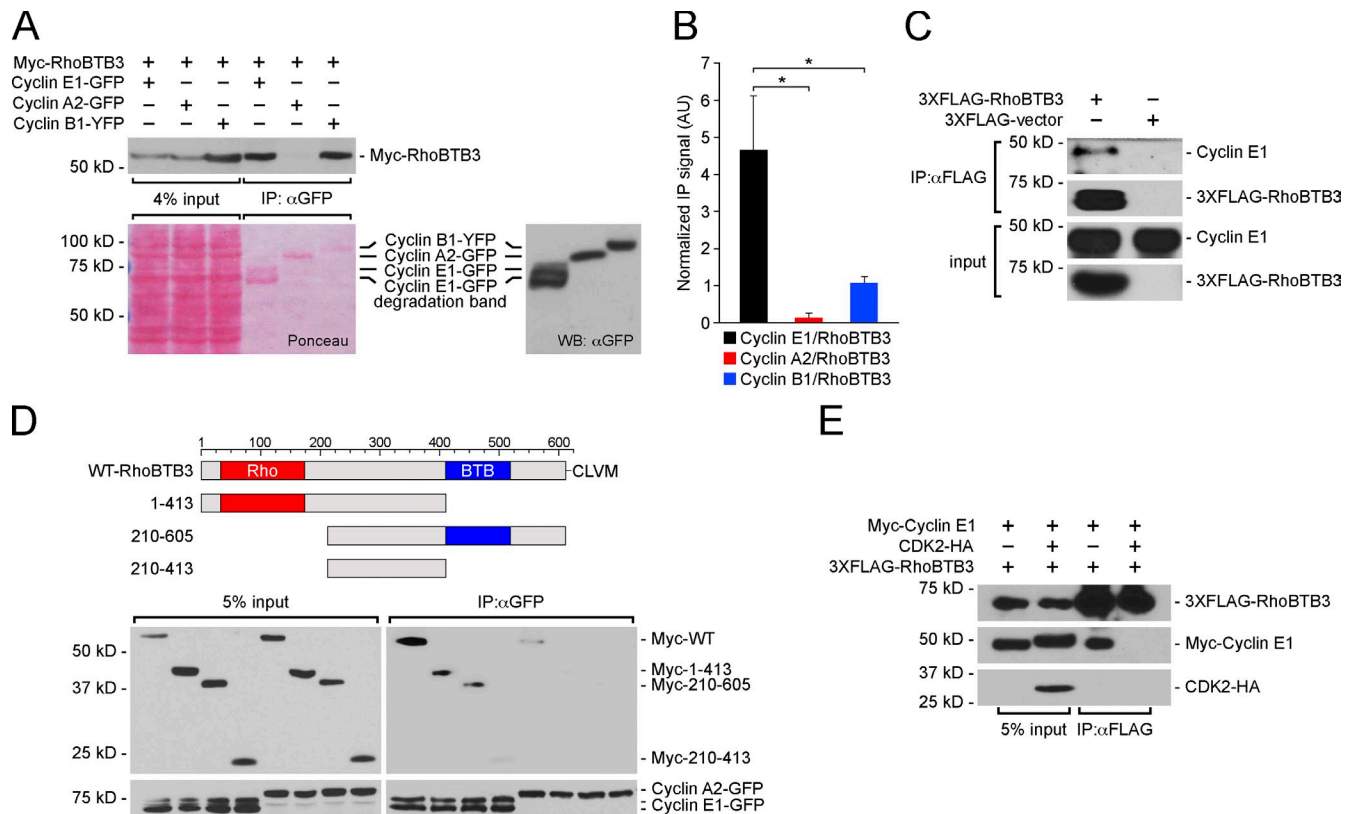 A
Myc-RhoBTB3 + + + + + +
Cyclin E1-GFP + – – + – –
Cyclin A2-GFP – + – – + –
Cyclin B1-YFP – – + – – +
50 kD -
- Myc-RhoBTB3
4% input IP: αGFP
100 kD -
75 kD -
50 kD -
Cyclin B1-YFP
Cyclin A2-GFP
Cyclin E1-GFP
Cyclin E1-GFP
degradation band
Ponceau
WB: αGFP
B
Normalized IP signal (AU)
7
6
5
4
3
2
1
0
*
*
Cyclin E1/RhoBTB3
Cyclin A2/RhoBTB3
Cyclin B1/RhoBTB3
C
3XFLAG-RhoBTB3 + –
3XFLAG-vector – +
IP:αFLAG
50 kD - - Cyclin E1
75 kD - - 3XFLAG-RhoBTB3
input
50 kD - - Cyclin E1
75 kD - - 3XFLAG-RhoBTB3
D
1 100 200 300 400 500 600
WT-RhoBTB3 Rho BTB -CLVM
1-413
210-605
210-413
5% input IP:αGFP
50 kD -
37 kD -
25 kD -
75 kD -
- Myc-WT
- Myc-1-413
- Myc-210-605
- Myc-210-413
- Cyclin A2-GFP
- Cyclin E1-GFP
E
Myc-Cyclin E1 + + + +
CDK2-HA – + – +
3XFLAG-RhoBTB3 + + + +
75 kD - - 3XFLAG-RhoBTB3
50 kD - - Myc-Cyclin E1
37 kD -
25 kD - - CDK2-HA
5% input IP:αFLAG